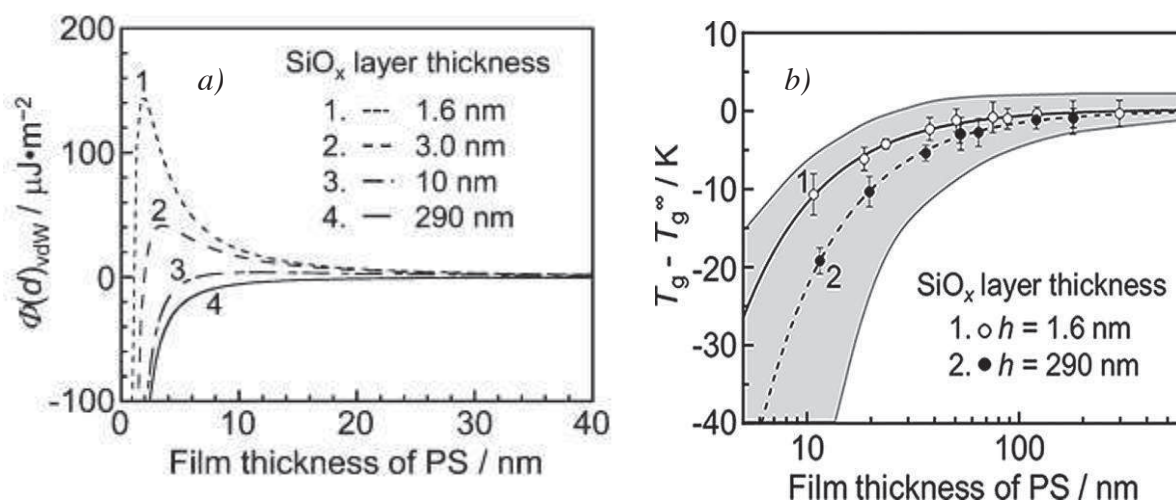 200
100
0
-100
Φ(d)vdW / μJ•m⁻²
a)
SiOₓ layer thickness
1. 1.6 nm
2. 3.0 nm
3. 10 nm
4. 290 nm
1
2
3
4
0 10 20 30 40
Film thickness of PS / nm
10
0
-10
-20
-30
-40
Tg - Tg∞ / K
b)
1
2
SiOₓ layer thickness
1. h = 1.6 nm
2. h = 290 nm
10 100
Film thickness of PS / nm